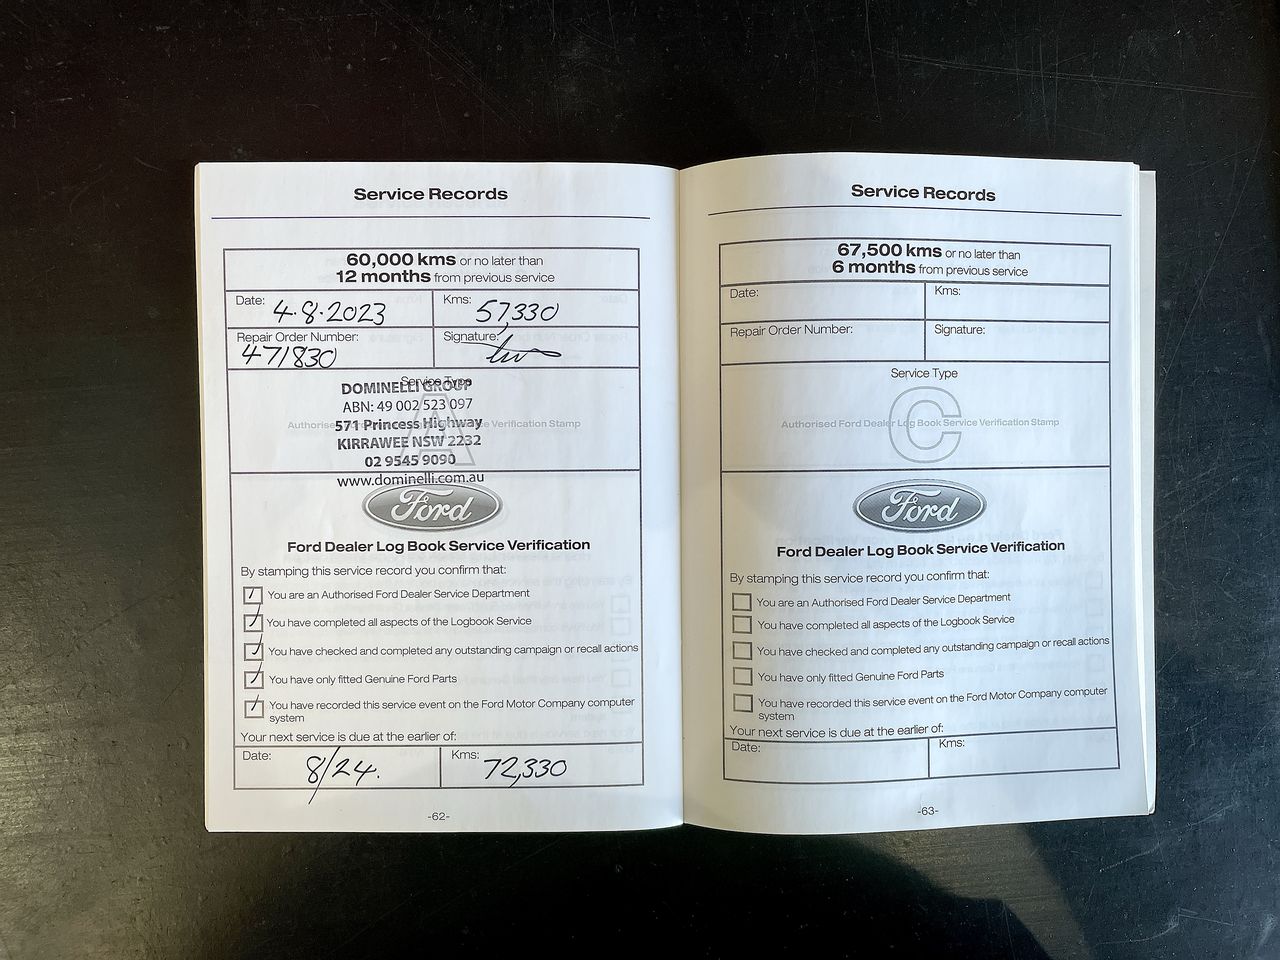 Service Records
60,000 kms or no later than
12 months from previous service
Date: 4.8.2023 Kms: 57,330
Repair Order Number: 471830 Signature:
Service Type
A
Authorised Ford Dealer Log Book Service Verification Stamp
DOMINELLI GROUP
ABN: 49 002 523 097
571 Princess Highway
KIRRAWEE NSW 2232
02 9545 9090
www.dominelli.com.au
Ford
Ford Dealer Log Book Service Verification
By stamping this service record you confirm that:
You are an Authorised Ford Dealer Service Department
You have completed all aspects of the Logbook Service
You have checked and completed any outstanding campaign or recall actions
You have only fitted Genuine Ford Parts
You have recorded this service event on the Ford Motor Company computer
system
Your next service is due at the earlier of:
Date: 8/24. Kms: 72,330
-62-
Service Records
67,500 kms or no later than
6 months from previous service
Date: Kms:
Repair Order Number: Signature:
Service Type
C
Authorised Ford Dealer Log Book Service Verification Stamp
Ford
Ford Dealer Log Book Service Verification
By stamping this service record you confirm that:
You are an Authorised Ford Dealer Service Department
You have completed all aspects of the Logbook Service
You have checked and completed any outstanding campaign or recall actions
You have only fitted Genuine Ford Parts
You have recorded this service event on the Ford Motor Company computer
system
Your next service is due at the earlier of:
Date: Kms:
-63-